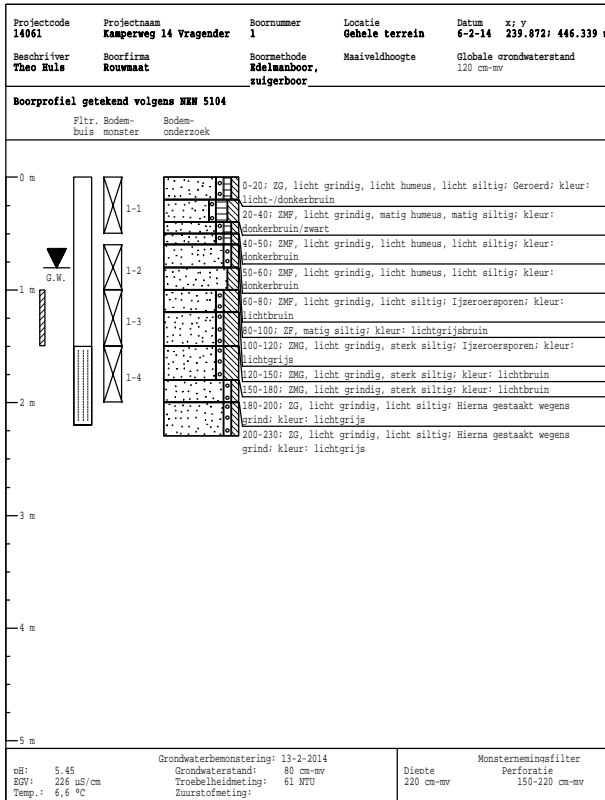 Projectcode Projectnaam Boornummer Locatie Datum x; y
14061 Kamperweg 14 Vragender 1 Gehele terrein 6-2-14 239.872; 446.339
Beschrijver Boorfirma Boormethode Maaiveldhoogte Globale grondwaterstand
Theo Huls Rouwmaat Edelmanboor, 120 cm-mv
zuigerboor
Boorprofiel getekend volgens NEN 5104
Fltr. Bodem- Bodem-
buis monster onderzoek
0 m
0-20; ZG, licht grindig, licht humeus, licht siltig; Geroerd; kleur:
licht-/donkerbruin
1-1
20-40; ZMF, licht grindig, matig humeus, matig siltig; kleur:
donkerbruin/zwart
40-50; ZMF, licht grindig, licht humeus, licht siltig; kleur:
donkerbruin
G.W.
1-2
50-60; ZMF, licht grindig, licht humeus, licht siltig; kleur:
donkerbruin
1 m
60-80; ZMF, licht grindig, licht siltig; Ijzeroersporen; kleur:
lichtbruin
1-3
80-100; ZF, matig siltig; kleur: lichtgrijsbruin
100-120; ZMG, licht grindig, sterk siltig; Ijzeroersporen; kleur:
lichtgrijs
120-150; ZMG, licht grindig, sterk siltig; kleur: lichtbruin
1-4
150-180; ZMG, licht grindig, sterk siltig; kleur: lichtbruin
2 m
180-200; ZG, licht grindig, licht siltig; Hierna gestaakt wegens
grind; kleur: lichtgrijs
200-230; ZG, licht grindig, licht siltig; Hierna gestaakt wegens
grind; kleur: lichtgrijs
3 m
4 m
5 m
Grondwaterbemonstering: 13-2-2014 Monsternemingsfilter
pH: 5.45 Grondwaterstand: 80 cm-mv Diepte Perforatie
EGV: 226 µS/cm Troebelheidmeting: 61 NTU 220 cm-mv 150-220 cm-mv
Temp.: 6,6 °C Zuurstofmeting: